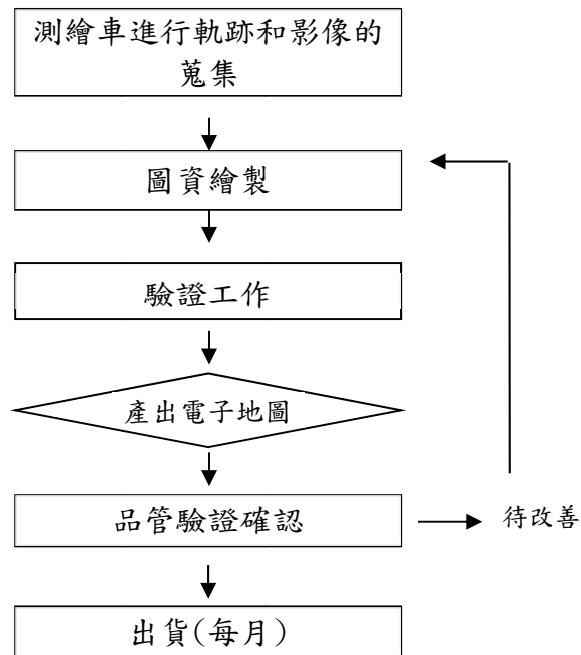 測繪車進行軌跡和影像的
蒐集
圖資繪製
驗證工作
產出電子地圖
品管驗證確認
待改善
出貨(每月)